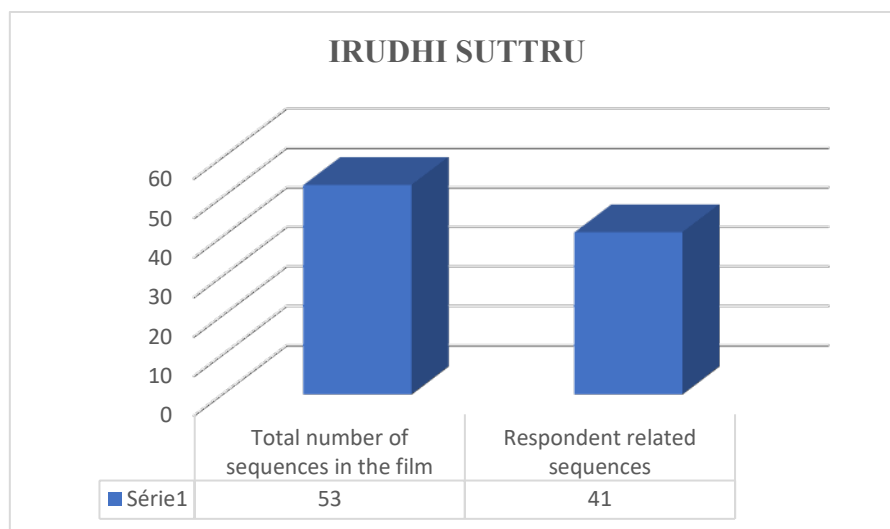 IRUDHI SUTTRU
60
50
40
30
20
10
0
Total number of sequences in the film
Respondent related sequences
Série1 53 41